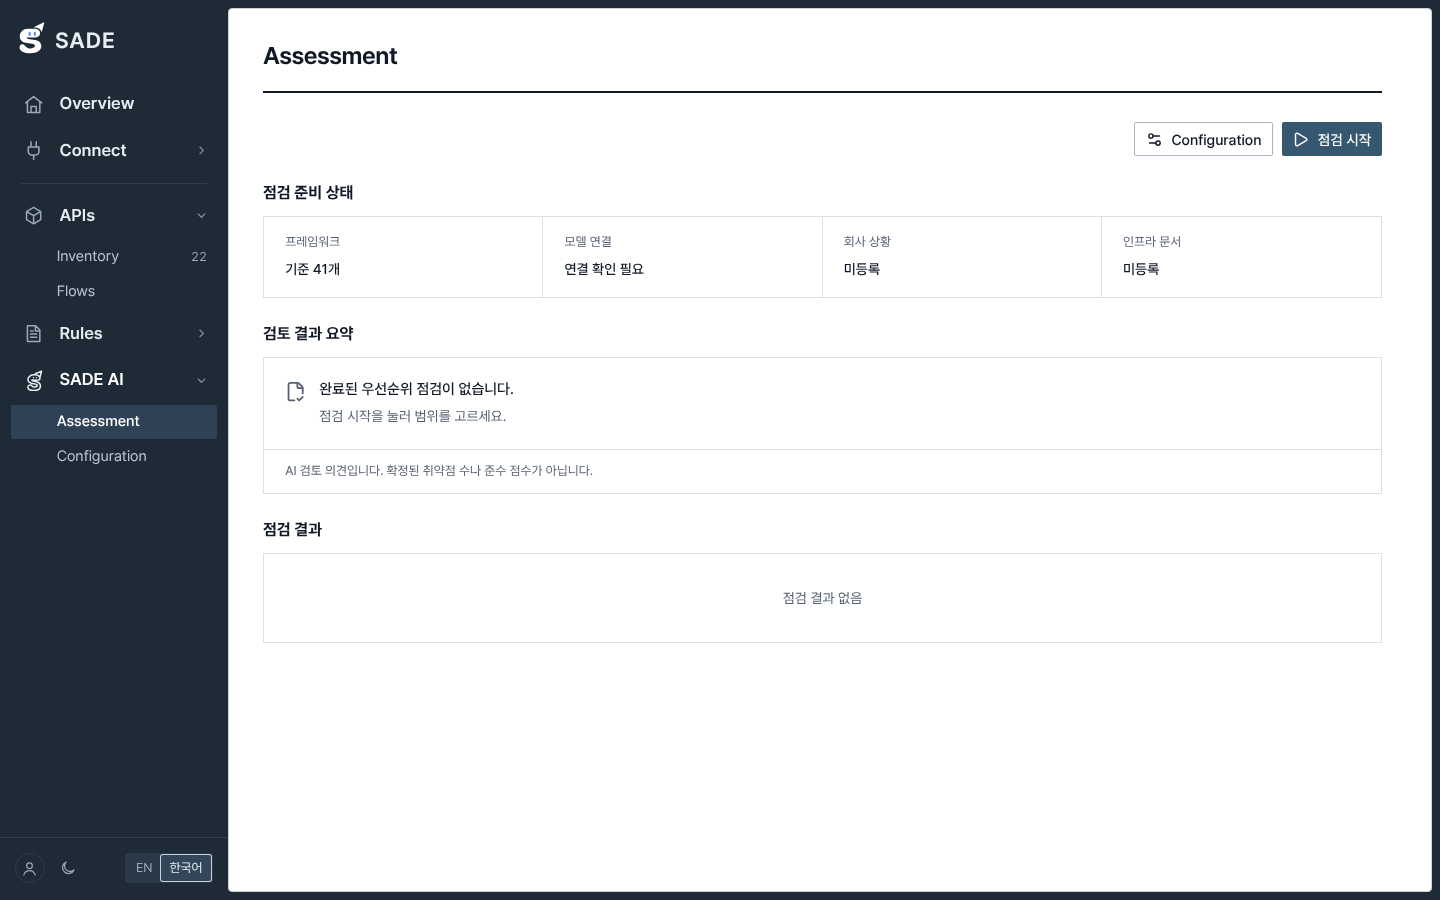 SADE
Overview
Connect
APIs
Inventory 22
Flows
Rules
SADE AI
Assessment
Configuration
EN 한국어
Assessment
Configuration 점검 시작
점검 준비 상태
프레임워크
기준 41개
모델 연결
연결 확인 필요
회사 상황
미등록
인프라 문서
미등록
검토 결과 요약
완료된 우선순위 점검이 없습니다.
점검 시작을 눌러 범위를 고르세요.
AI 검토 의견입니다. 확정된 취약점 수나 준수 점수가 아닙니다.
점검 결과
점검 결과 없음